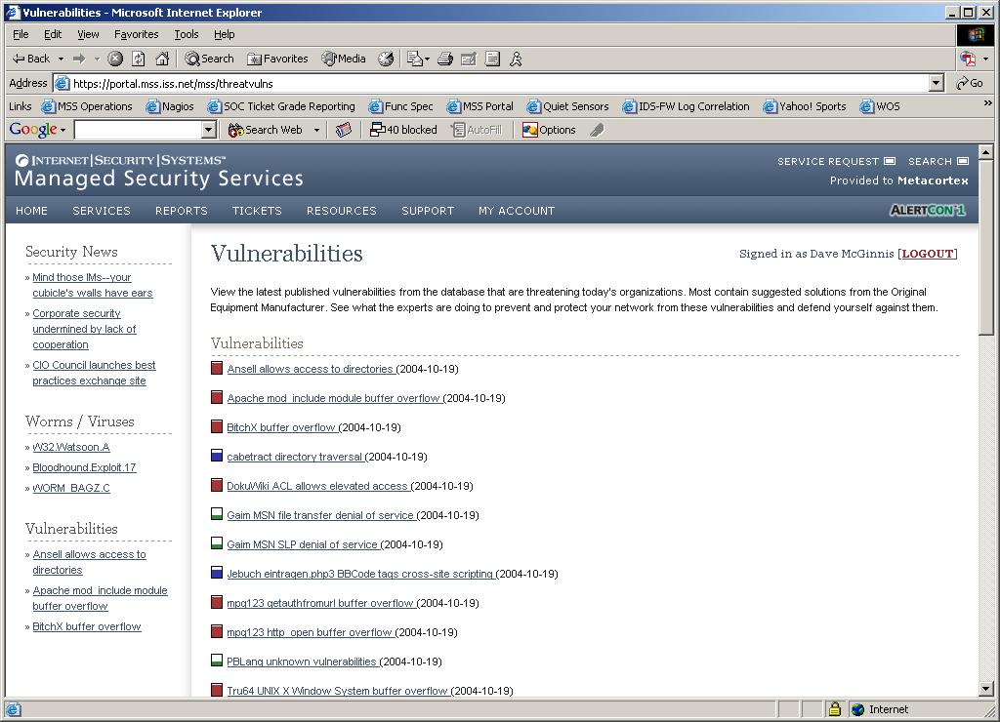 Vulnerabilities - Microsoft Internet Explorer
File Edit View Favorites Tools Help
Back Search Favorites Media
Address https://portal.mss.iss.net/mss/threatvulns Go
Links MSS Operations Nagios SOC Ticket Grade Reporting Func Spec MSS Portal Quiet Sensors IDS-FW Log Correlation Yahoo! Sports WOS »
Google Search Web 40 blocked AutoFill Options
INTERNET|SECURITY|SYSTEMS™
Managed Security Services
SERVICE REQUEST SEARCH
Provided to Metacortex
HOME SERVICES REPORTS TICKETS RESOURCES SUPPORT MY ACCOUNT
ALERTCON 1
Security News
» Mind those IMs--your
cubicle's walls have ears
» Corporate security
undermined by lack of
cooperation
» CIO Council launches best
practices exchange site
Worms / Viruses
» W32.Watsoon.A
» Bloodhound.Exploit.17
» WORM_BAGZ.C
Vulnerabilities
» Ansell allows access to
directories
» Apache mod_include module
buffer overflow
» BitchX buffer overflow
Vulnerabilities
Signed in as Dave McGinnis [LOGOUT]
View the latest published vulnerabilities from the database that are threatening today's organizations. Most contain suggested solutions from the Original
Equipment Manufacturer. See what the experts are doing to prevent and protect your network from these vulnerabilities and defend yourself against them.
Vulnerabilities
Ansell allows access to directories (2004-10-19)
Apache mod_include module buffer overflow (2004-10-19)
BitchX buffer overflow (2004-10-19)
cabetract directory traversal (2004-10-19)
DokuWiki ACL allows elevated access (2004-10-19)
Gaim MSN file transfer denial of service (2004-10-19)
Gaim MSN SLP denial of service (2004-10-19)
Jebuch eintragen.php3 BBCode tags cross-site scripting (2004-10-19)
mpg123 getauthfromurl buffer overflow (2004-10-19)
mpg123 http_open buffer overflow (2004-10-19)
PBLang unknown vulnerabilities (2004-10-19)
Tru64 UNIX X Window System buffer overflow (2004-10-19)
Internet